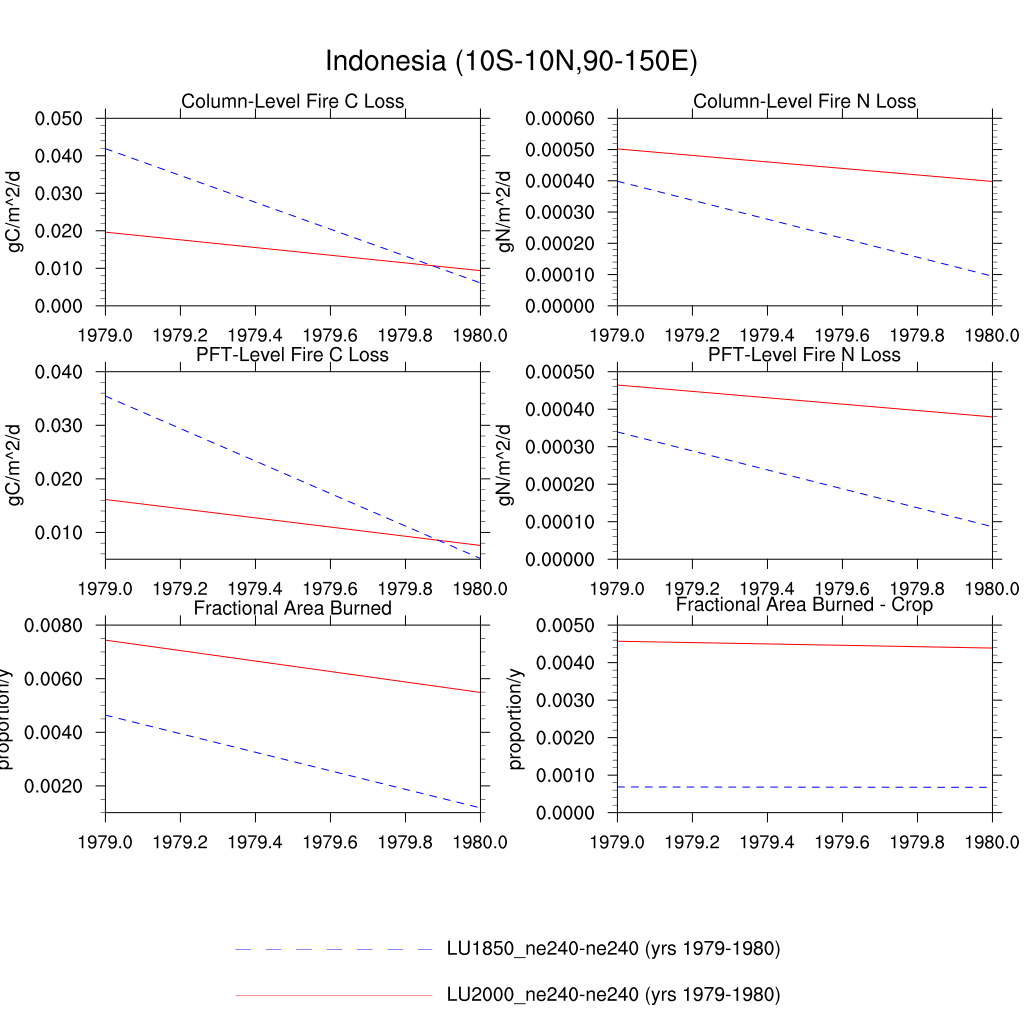 Indonesia (10S-10N,90-150E)
Column-Level Fire C Loss
gC/m^2/d
0.050
0.040
0.030
0.020
0.010
0.000
1979.0 1979.2 1979.4 1979.6 1979.8 1980.0
Column-Level Fire N Loss
gN/m^2/d
0.00060
0.00050
0.00040
0.00030
0.00020
0.00010
0.00000
1979.0 1979.2 1979.4 1979.6 1979.8 1980.0
PFT-Level Fire C Loss
gC/m^2/d
0.040
0.030
0.020
0.010
1979.0 1979.2 1979.4 1979.6 1979.8 1980.0
PFT-Level Fire N Loss
gN/m^2/d
0.00050
0.00040
0.00030
0.00020
0.00010
0.00000
1979.0 1979.2 1979.4 1979.6 1979.8 1980.0
Fractional Area Burned
proportion/y
0.0080
0.0060
0.0040
0.0020
1979.0 1979.2 1979.4 1979.6 1979.8 1980.0
Fractional Area Burned - Crop
proportion/y
0.0050
0.0040
0.0030
0.0020
0.0010
0.0000
1979.0 1979.2 1979.4 1979.6 1979.8 1980.0
LU1850_ne240-ne240 (yrs 1979-1980)
LU2000_ne240-ne240 (yrs 1979-1980)